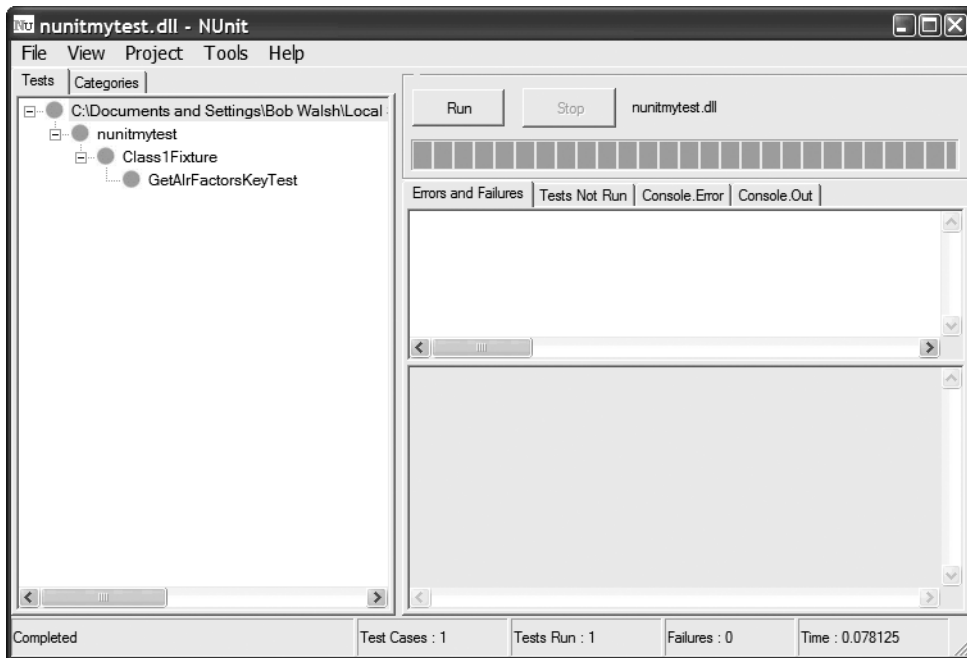 Nu nunitmytest.dll - NUnit
File View Project Tools Help
Tests Categories
C:\Documents and Settings\Bob Walsh\Local
nunitmytest
Class1Fixture
GetAlrFactorsKeyTest
Run Stop nunitmytest.dll
Errors and Failures Tests Not Run Console.Error Console.Out
Completed Test Cases : 1 Tests Run : 1 Failures : 0 Time : 0.078125